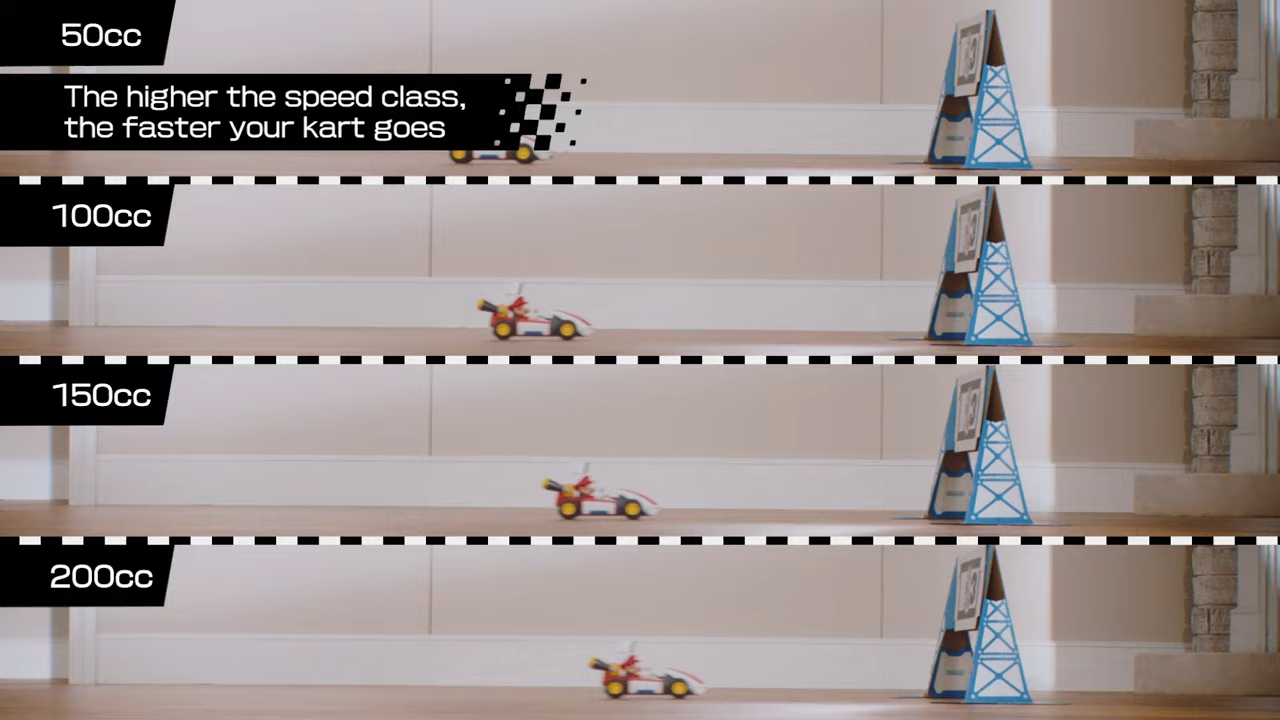 50cc
The higher the speed class,
the faster your kart goes
100cc
150cc
200cc